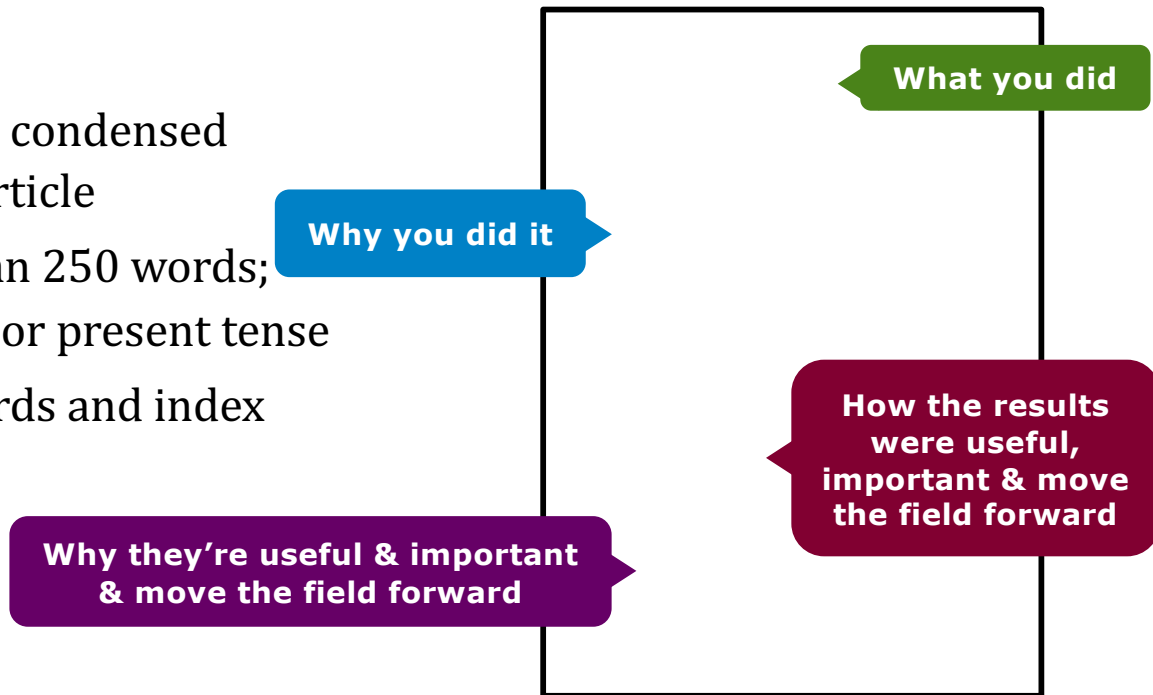 condensed
rticle
an 250 words;
or present tense
rds and index
What you did
Why you did it
How the results
were useful,
important & move
the field forward
Why they’re useful & important
& move the field forward